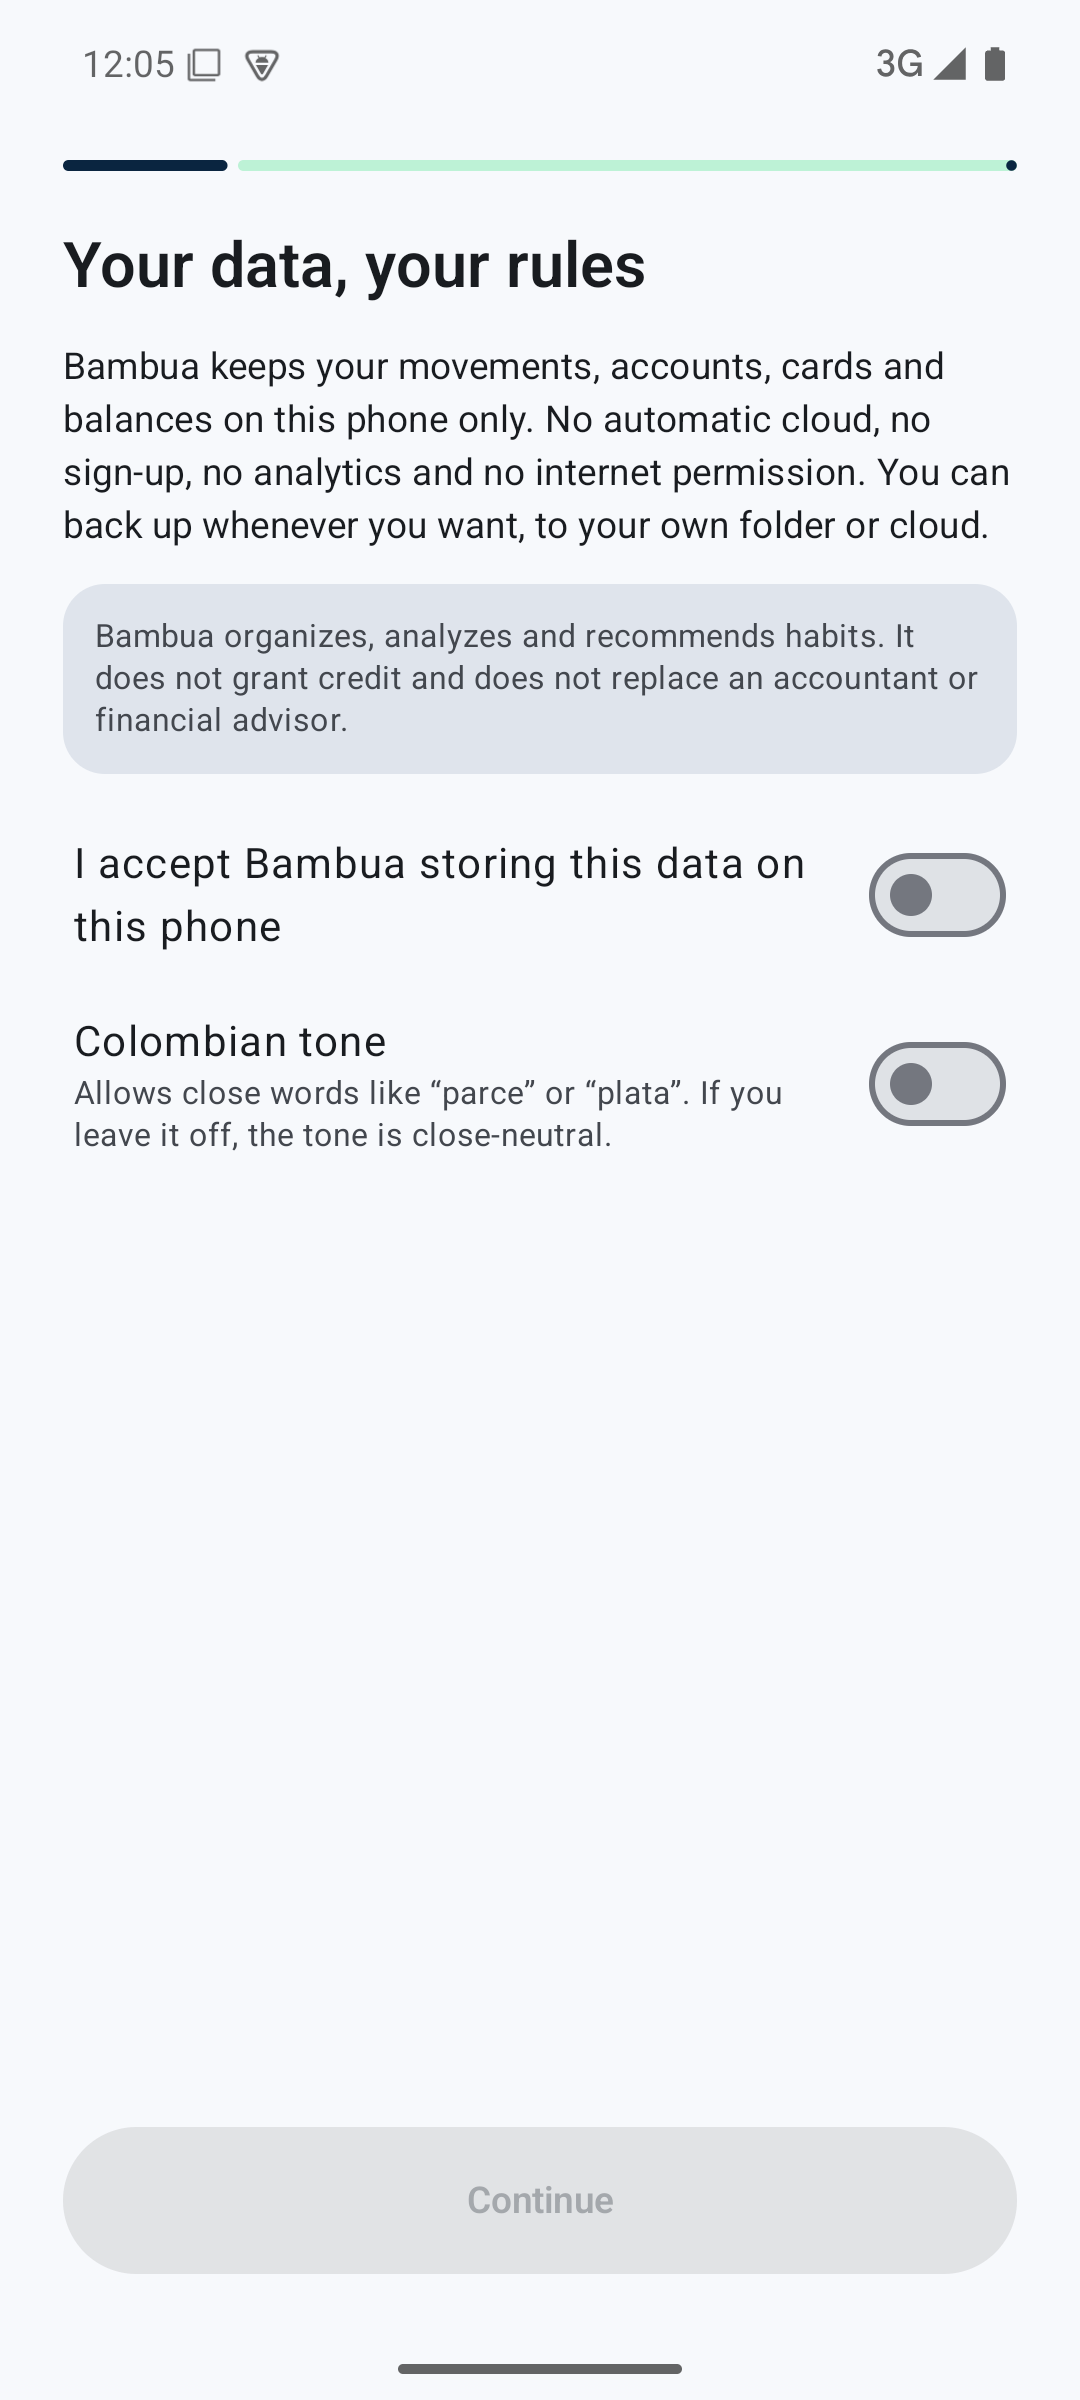 12:05
3G
Your data, your rules
Bambua keeps your movements, accounts, cards and
balances on this phone only. No automatic cloud, no
sign-up, no analytics and no internet permission. You can
back up whenever you want, to your own folder or cloud.
Bambua organizes, analyzes and recommends habits. It
does not grant credit and does not replace an accountant or
financial advisor.
I accept Bambua storing this data on
this phone
Colombian tone
Allows close words like “parce” or “plata”. If you
leave it off, the tone is close-neutral.
Continue